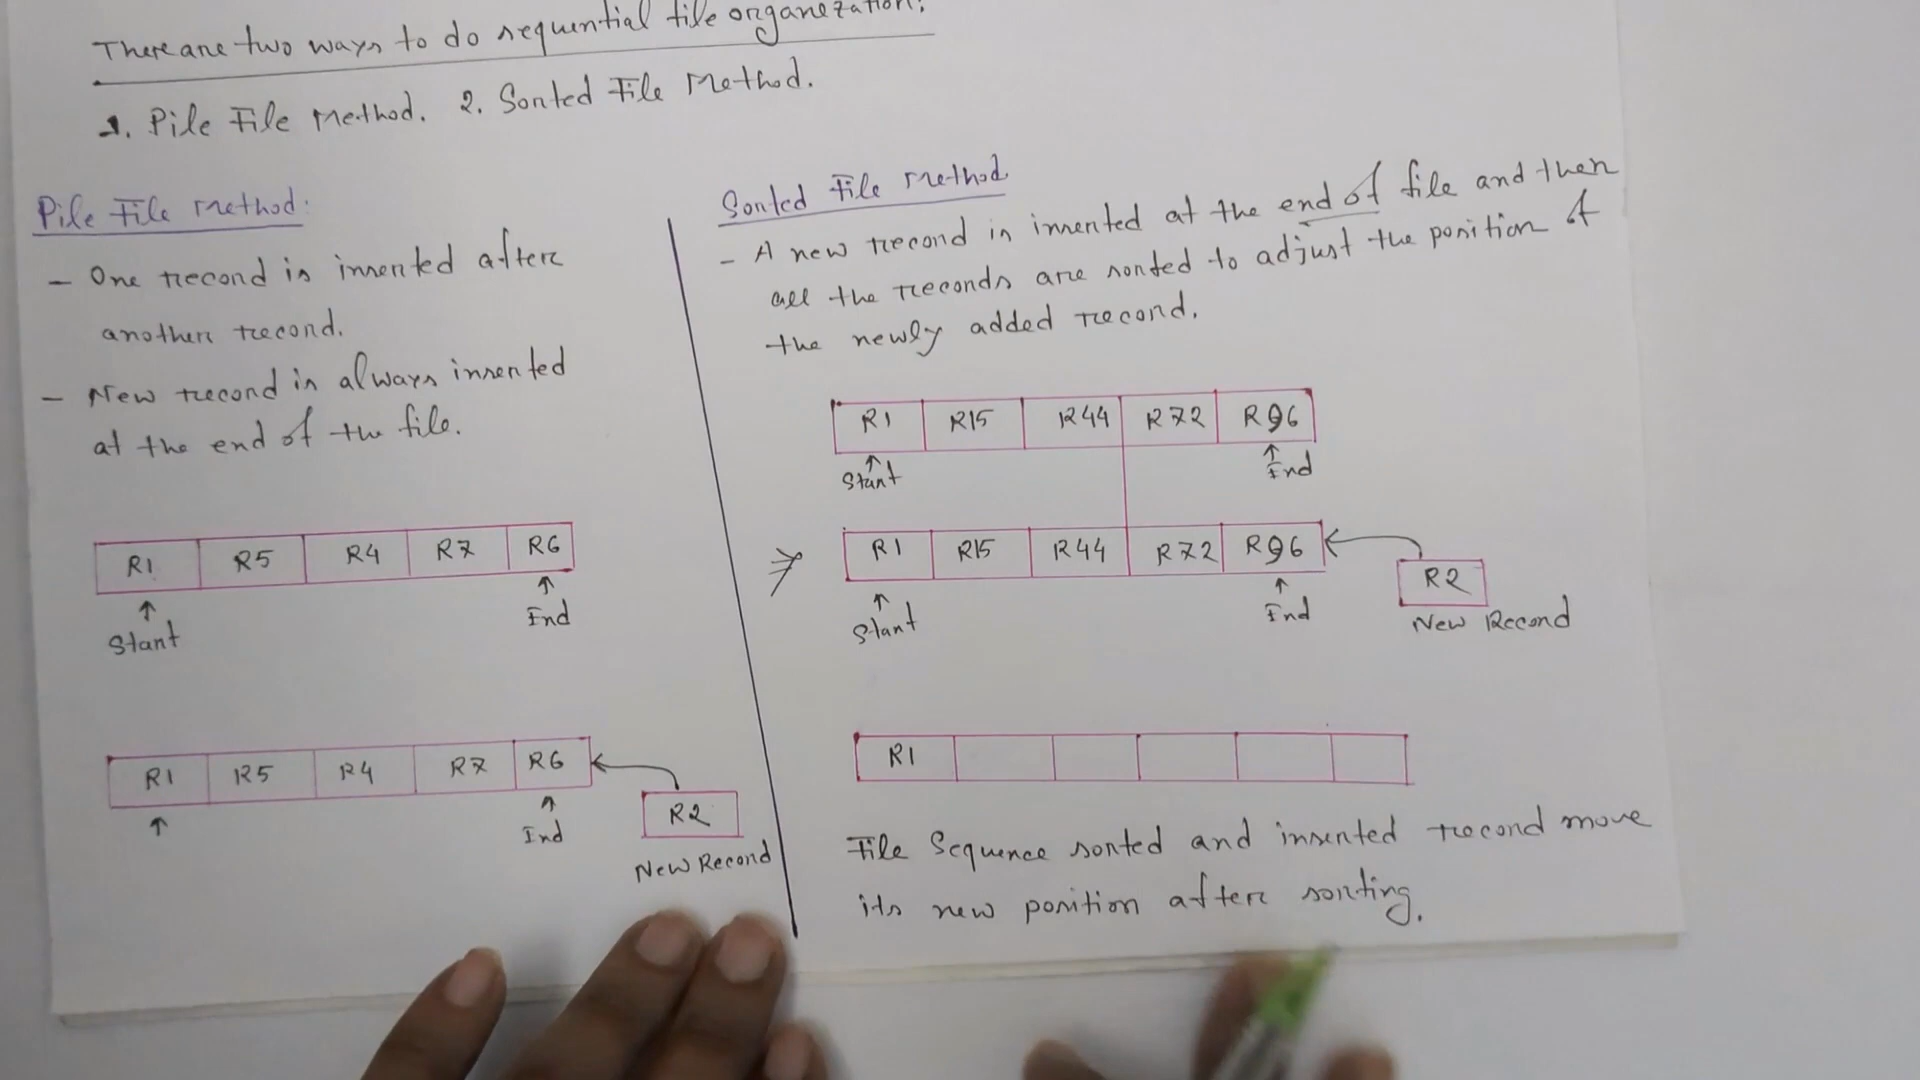 There are two ways to do sequential file organezation:
1. Pile File Method. 2. Sorted File Method.
Pile File Method:
- One record is inserted after
another record.
- New record is always inserted
at the end of the file.
R1 R5 R4 R7 R6
Start End
R1 R5 R4 R7 R6
End
R2
New Record
Sorted File Method
- A new record is inserted at the end of file and then
all the records are sorted to adjust the position of
the newly added record.
R1 R15 R44 R72 R96
Start End
R1 R15 R44 R72 R96
Start End
R2
New Record
R1
File Sequence sorted and inserted record move
its new position after sorting.